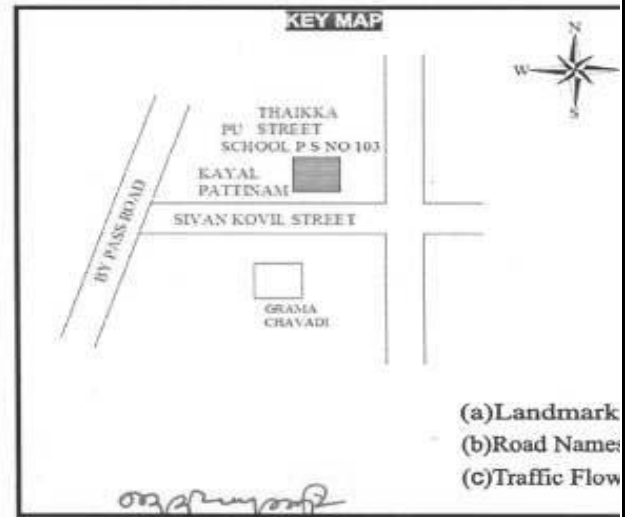 KEY MAP
N
W
S
THAIKKA
PU STREET
SCHOOL P S NO 103
KAYAL
PATTINAM
BY PASS ROAD
SIVAN KOVIL STREET
GRAMA
CHAVADI
(a)Landmark
(b)Road Names
(c)Traffic Flow